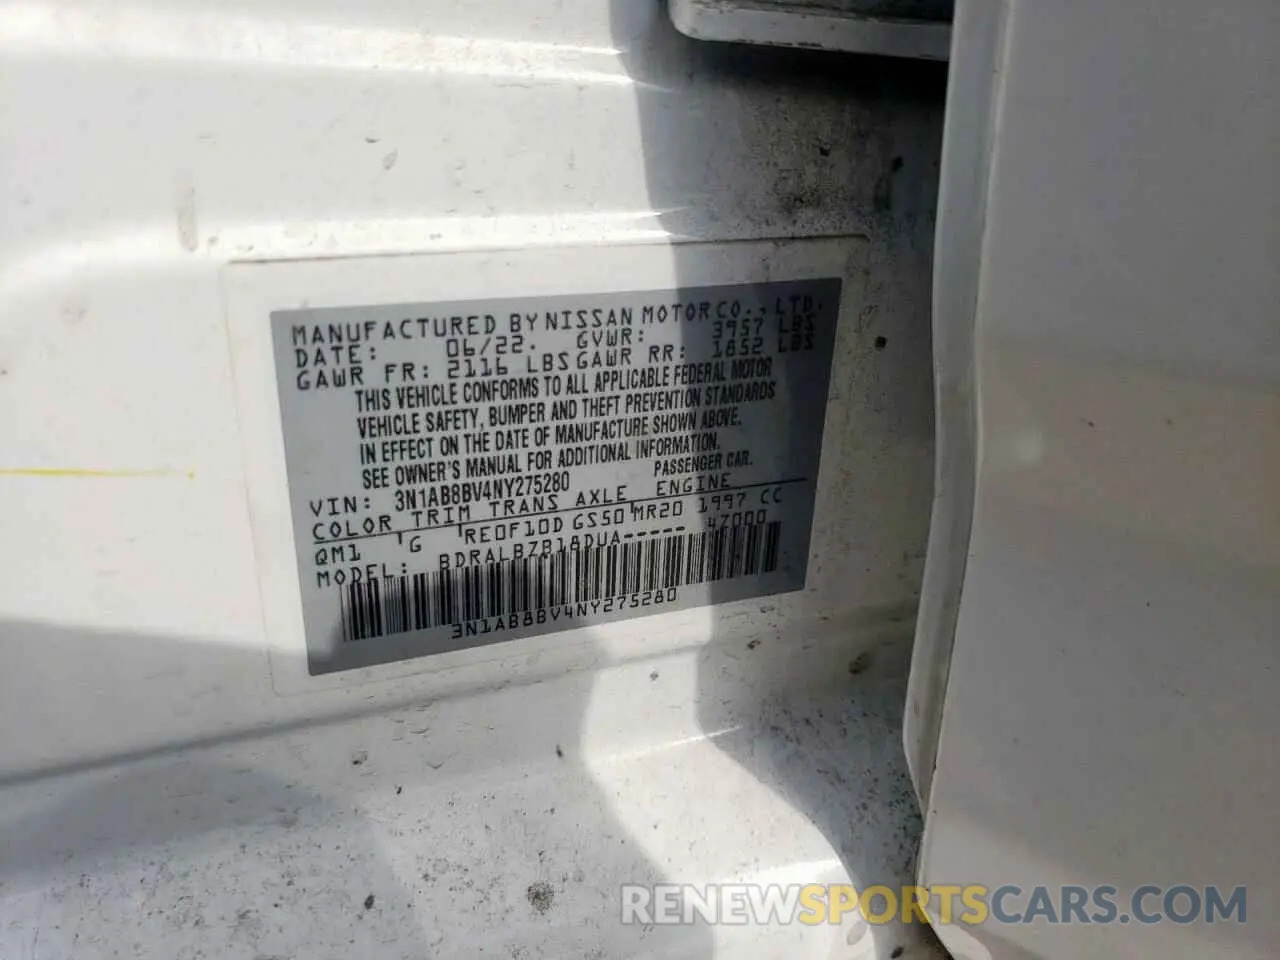 MANUFACTURED BY NISSAN MOTOR CO., LTD.
DATE: 06/22. GVWR: 3957 LBS
GAWR FR: 2116 LBS GAWR RR: 1852 LBS
THIS VEHICLE CONFORMS TO ALL APPLICABLE FEDERAL MOTOR
VEHICLE SAFETY, BUMPER AND THEFT PREVENTION STANDARDS
IN EFFECT ON THE DATE OF MANUFACTURE SHOWN ABOVE.
SEE OWNER'S MANUAL FOR ADDITIONAL INFORMATION.
VIN: 3N1AB8BV4NY275280 PASSENGER CAR.
COLOR TRIM TRANS AXLE ENGINE
QM1 G RE0F10D GS50 MR20 1997 CC
MODEL: BDRALBZB18DUA----- 47000
3N1AB8BV4NY275280
RENEWSPORTSCARS.COM